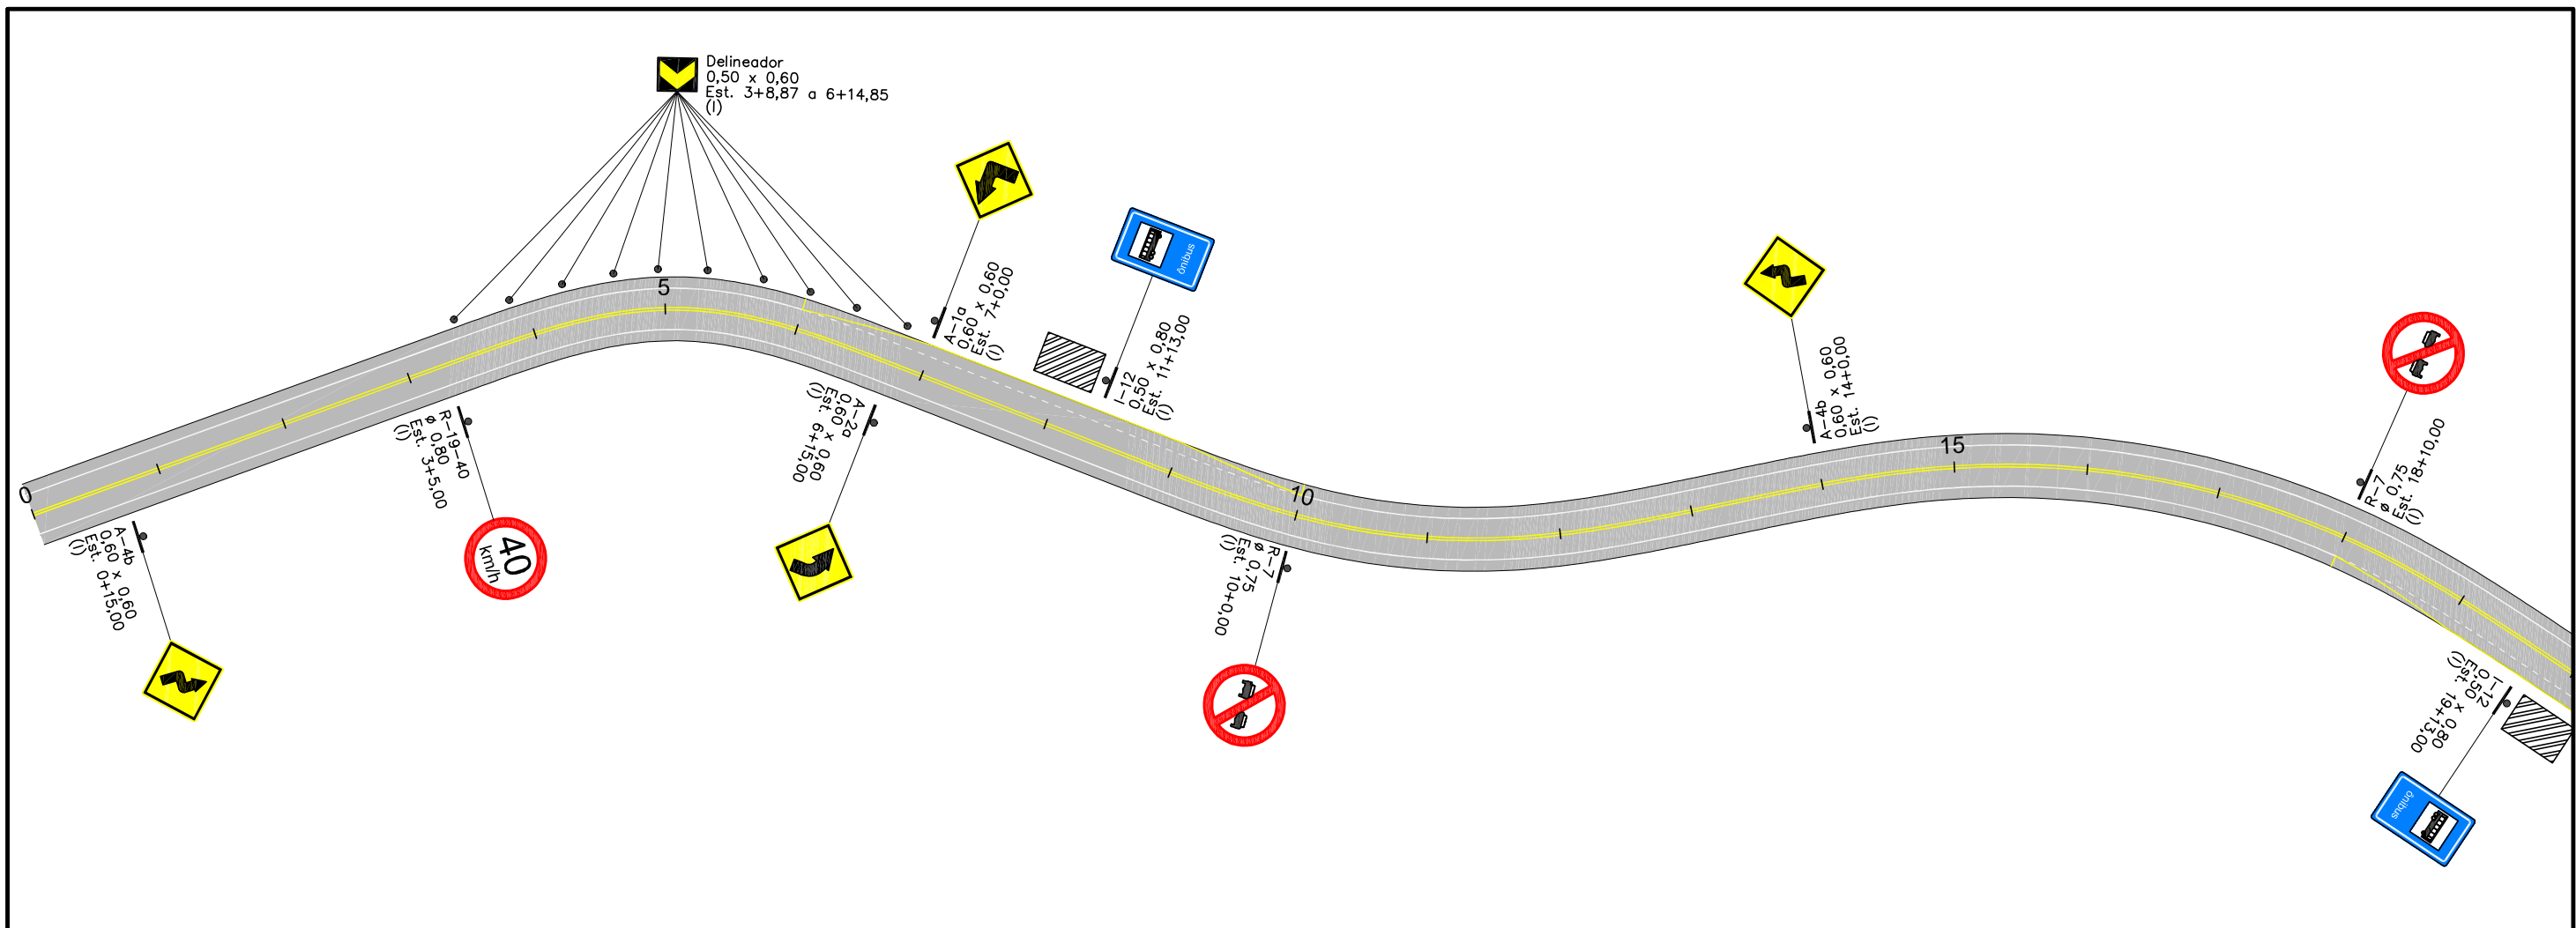 Delineador
0,50 x 0,60
Est. 3+8,87 a 6+14,85
(I)
A-1a
0,60 x 0,60
Est. 7+0,00
(I)
ônibus
I-12
0,50 x 0,80
Est. 11+13,00
(I)
A-4b
0,60 x 0,60
Est. 14+0,00
(I)
R-7
ø 0,75
Est. 18+10,00
(I)
0
5
10
15
A-4b
0,60 x 0,60
Est. 0+15,00
(I)
R-19-40
ø 0,80
Est. 3+5,00
(I)
40
km/h
A-2a
0,60 x 0,60
Est. 6+15,00
(I)
R-7
ø 0,75
Est. 10+0,00
(I)
I-12
0,50 x 0,80
Est. 19+13,00
(I)
ônibus